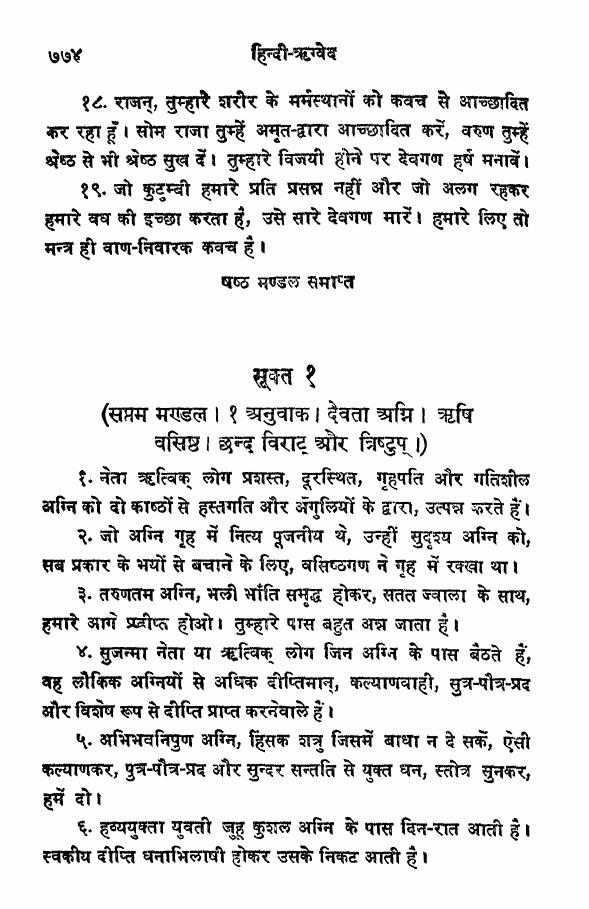 ७७४ हिन्दी-ऋग्वेद
१८. राजन्, तुम्हारे शरीर के मर्मस्थानों को कवच से आच्छादित
कर रहा हूँ। सोम राजा तुम्हें अमृत-द्वारा आच्छादित करें, वरुण तुम्हें
श्रेष्ठ से भी श्रेष्ठ सुख दें। तुम्हारे विजयी होने पर देवगण हर्ष मनावें।
१९. जो कुटुम्बी हमारे प्रति प्रसन्न नहीं और जो अलग रहकर
हमारे वध की इच्छा करता है, उसे सारे देवगण मारें। हमारे लिए तो
मन्त्र ही वाण-निवारक कवच है।
षष्ठ मण्डल समाप्त
सूक्त १
(सप्तम मण्डल। १ अनुवाक। देवता अग्नि। ऋषि
वसिष्ठ। छन्द विराट् और त्रिष्टुप्।)
१. नेता ऋत्विक् लोग प्रशस्त, दूरस्थित, गृहपति और गतिशील
अग्नि को दो काष्ठों से हस्तगति और अँगुलियों के द्वारा, उत्पन्न करते हैं।
२. जो अग्नि गृह में नित्य पूजनीय थे, उन्हीं सुदृश्य अग्नि को,
सब प्रकार के भयों से बचाने के लिए, वसिष्ठगण ने गृह में रक्खा था।
३. तरुणतम अग्नि, भली भाँति समृद्ध होकर, सतत ज्वाला के साथ,
हमारे आगे प्रदीप्त होओ। तुम्हारे पास बहुत अन्न जाता है।
४. सुजन्मा नेता या ऋत्विक् लोग जिन अग्नि के पास बैठते हैं,
वह लौकिक अग्नियों से अधिक दीप्तिमान्, कल्याणवाही, सुत्र-पौत्र-प्रद
और विशेष रूप से दीप्ति प्राप्त करनेवाले हैं।
५. अभिभवनिपुण अग्नि, हिंसक शत्रु जिसमें बाधा न दे सकें, ऐसी
कल्याणकर, पुत्र-पौत्र-प्रद और सुन्दर सन्तति से युक्त धन, स्तोत्र सुनकर,
हमें दो।
६. हव्ययुक्ता युवती जुहू कुशल अग्नि के पास दिन-रात आती है।
स्वकीय दीप्ति धनाभिलाषी होकर उसके निकट आती है।